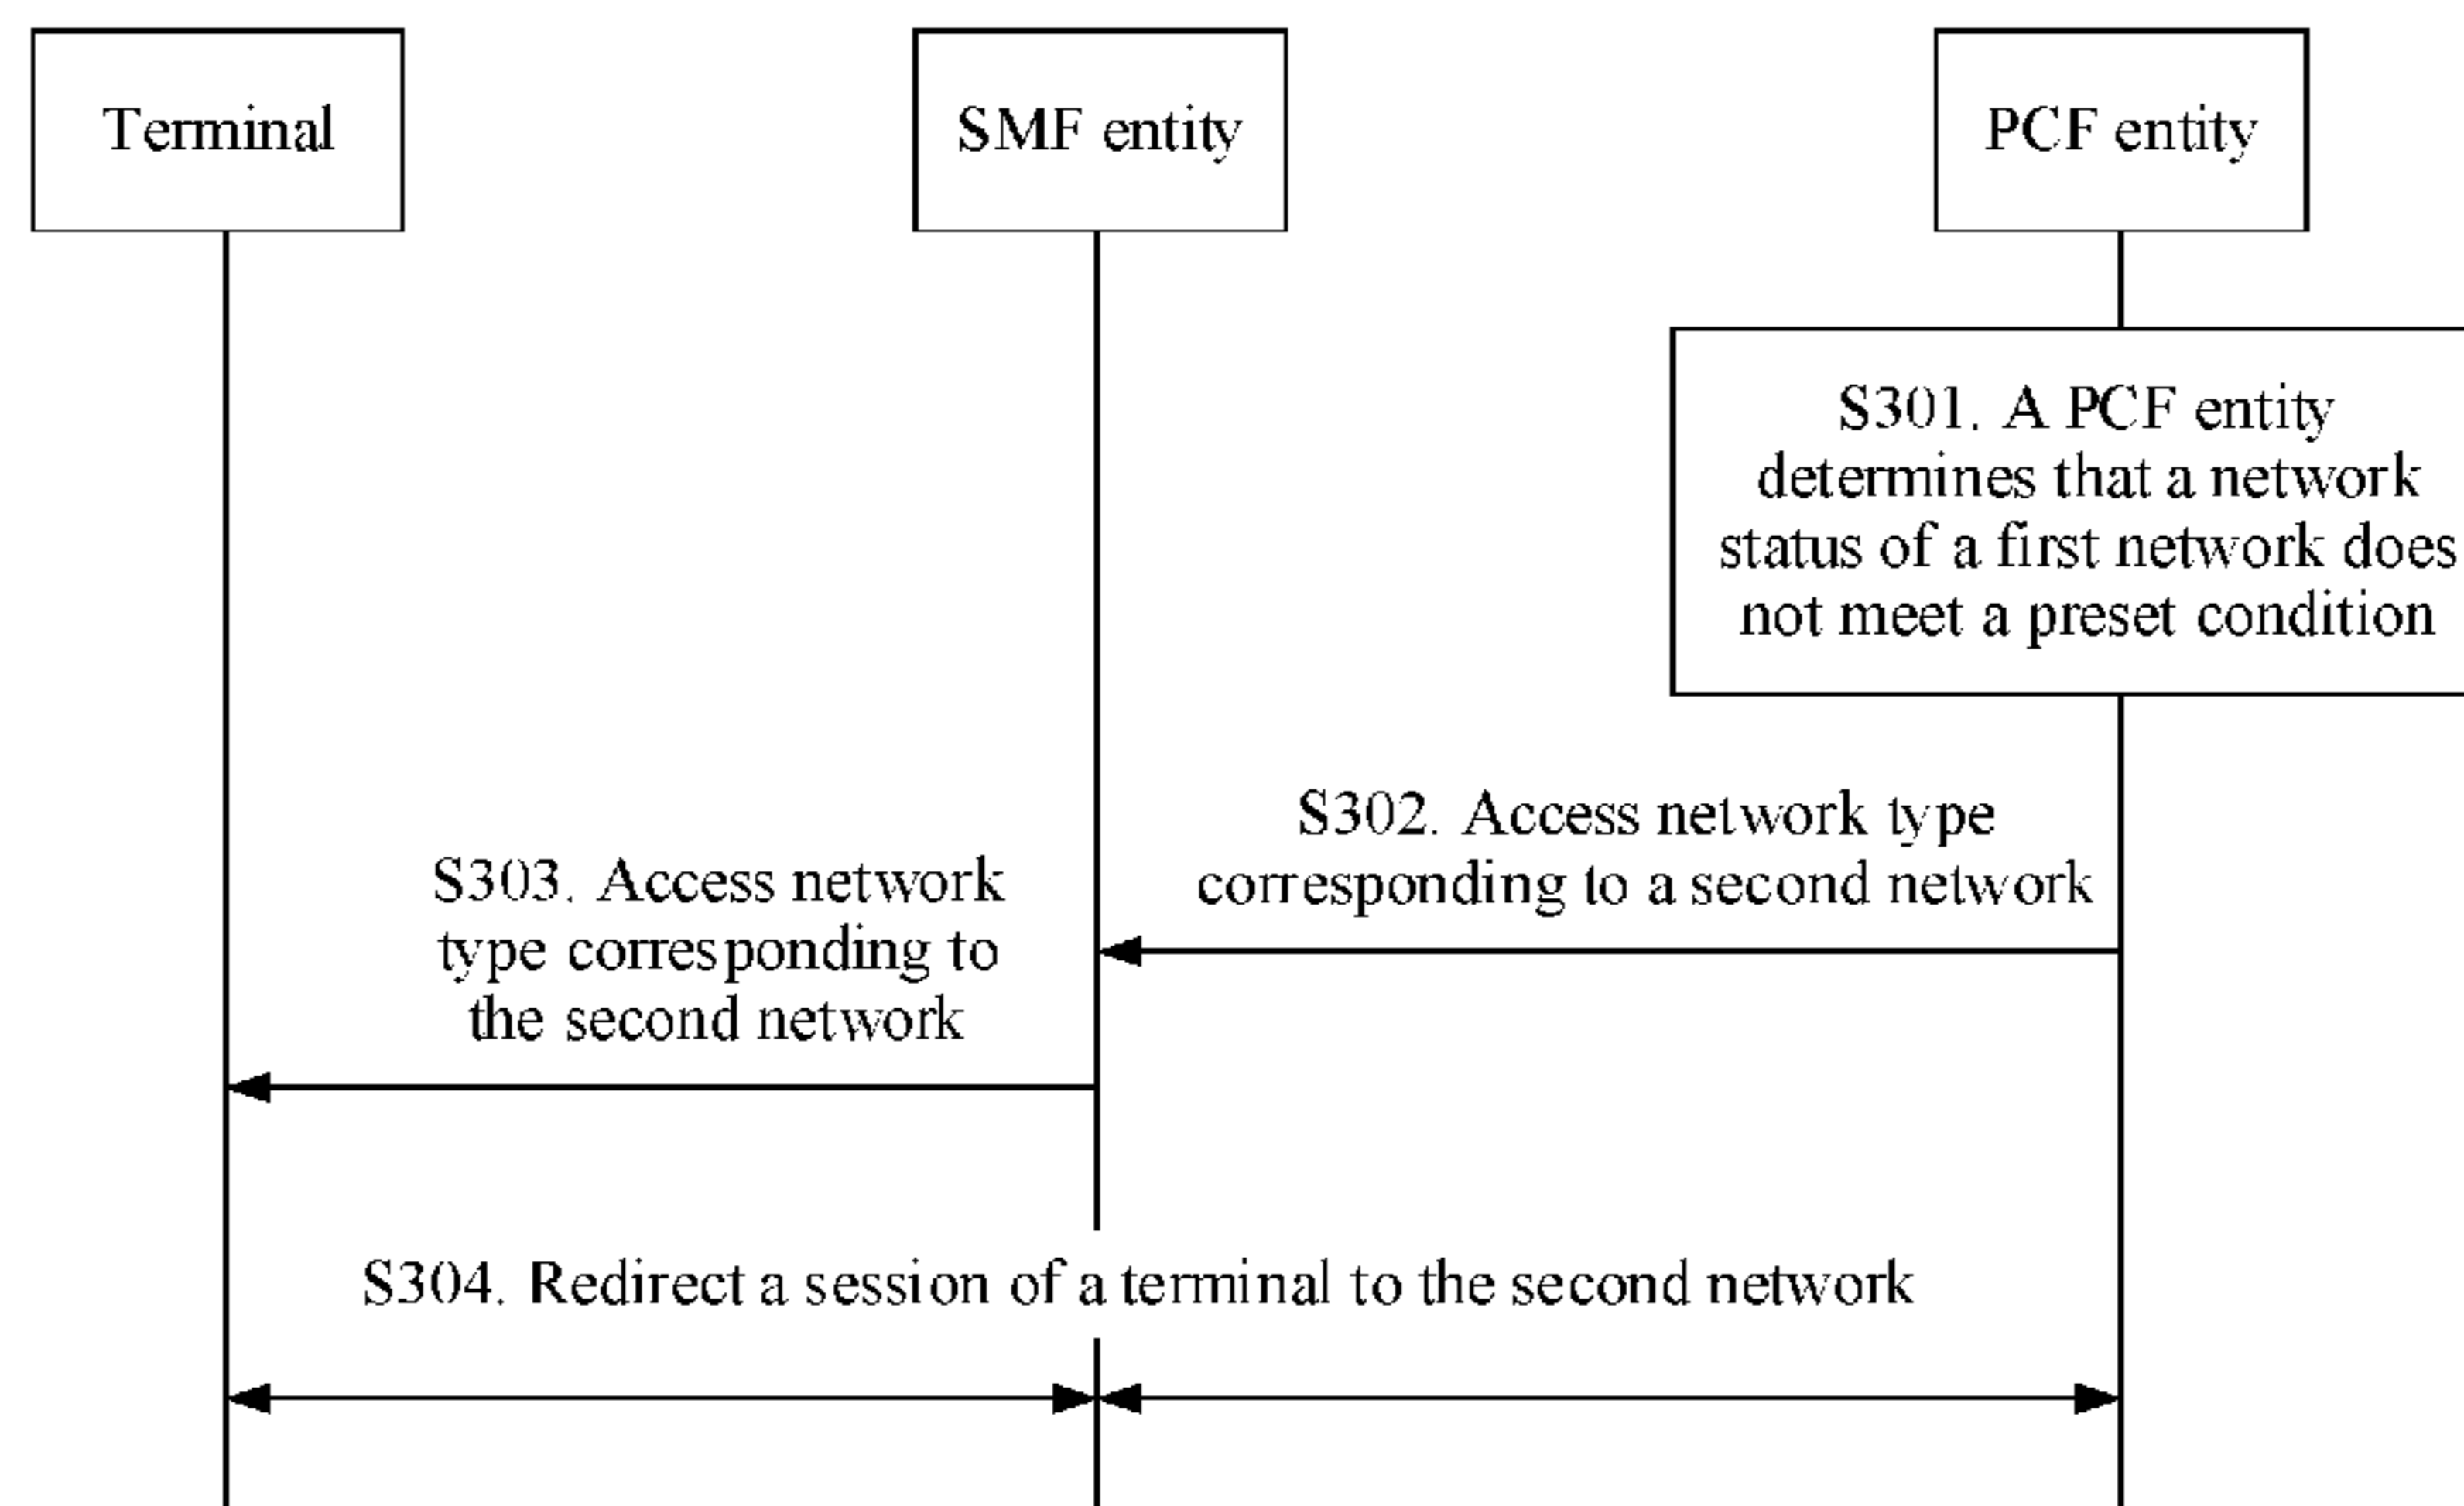 Terminal
SMF entity
PCF entity
S301. A PCF entity
determines that a network
status of a first network does
not meet a preset condition
S302. Access network type
corresponding to a second network
S303. Access network
type corresponding to
the second network
S304. Redirect a session of a terminal to the second network